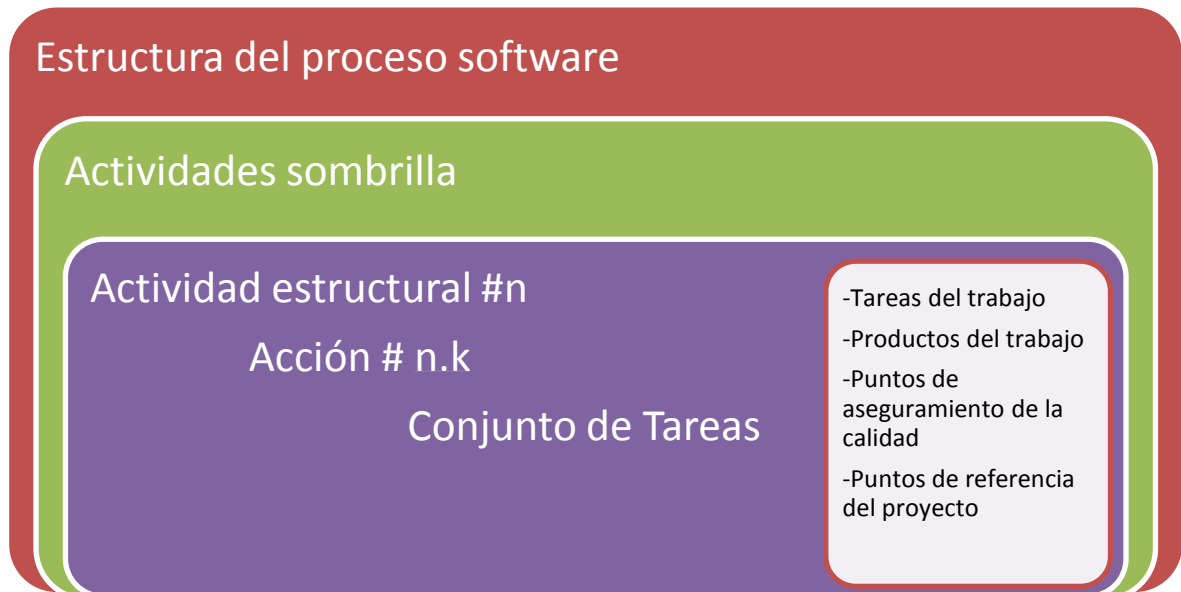 Estructura del proceso software
Actividades sombrilla
Actividad estructural #n
Acción # n.k
Conjunto de Tareas
-Tareas del trabajo
-Productos del trabajo
-Puntos de
aseguramiento de la
calidad
-Puntos de referencia
del proyecto